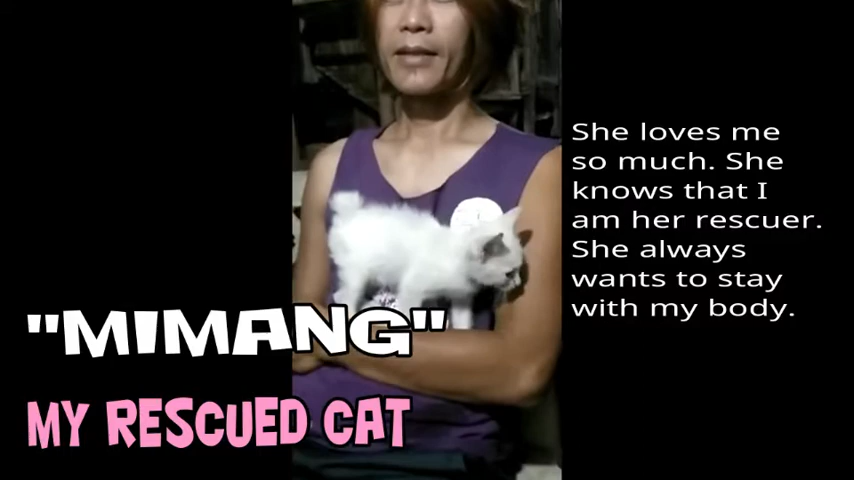 She loves me
so much. She
knows that I
am her rescuer.
She always
wants to stay
with my body.
"MIMANG"
MY RESCUED CAT